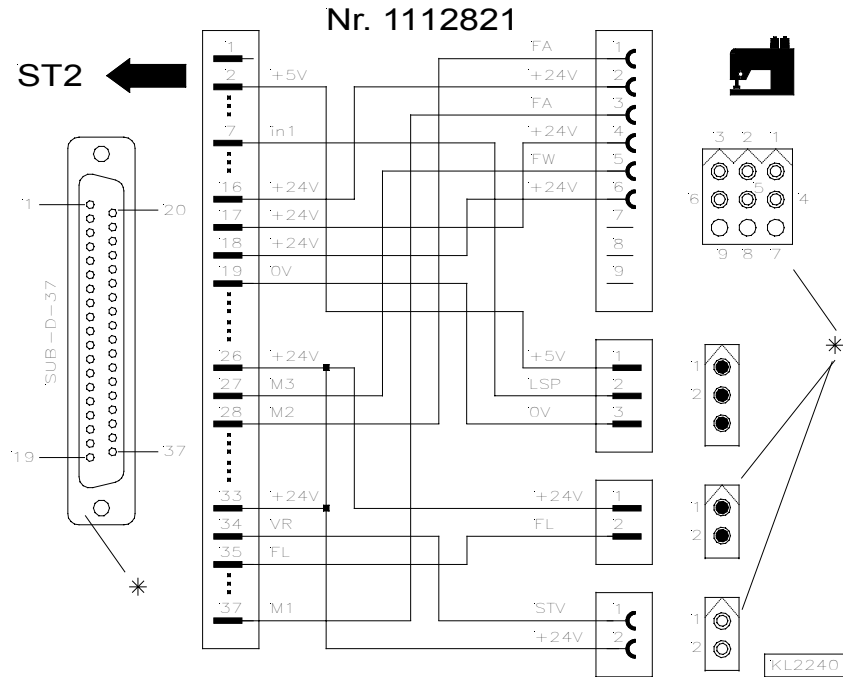 Nr. 1112821
ST2
SUB-D-37
1
20
19
37
1
2 +5V
7 in1
16 +24V
17 +24V
18 +24V
19 0V
26 +24V
27 M3
28 M2
33 +24V
34 VR
35 FL
37 M1
FA 1
+24V 2
FA 3
+24V 4
FW 5
+24V 6
7
8
9
+5V 1
LSP 2
0V 3
+24V 1
FL 2
STV 1
+24V 2
3 2 1
6 5 4
9 8 7
1
2
1
2
1
2
KL2240